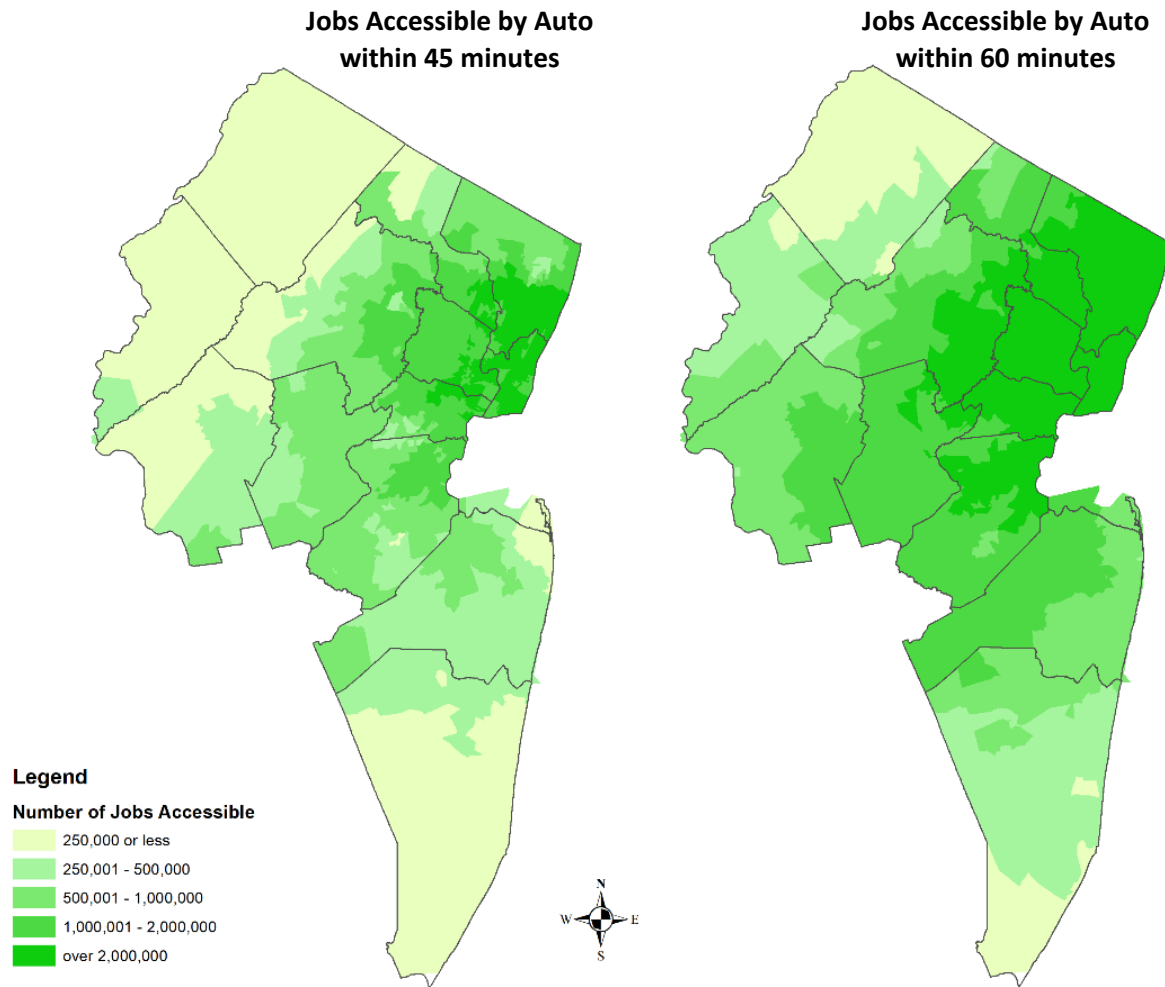 Jobs Accessible by Auto
within 45 minutes
Jobs Accessible by Auto
within 60 minutes
Legend
Number of Jobs Accessible
250,000 or less
250,001 - 500,000
500,001 - 1,000,000
1,000,001 - 2,000,000
over 2,000,000
N
W E
S